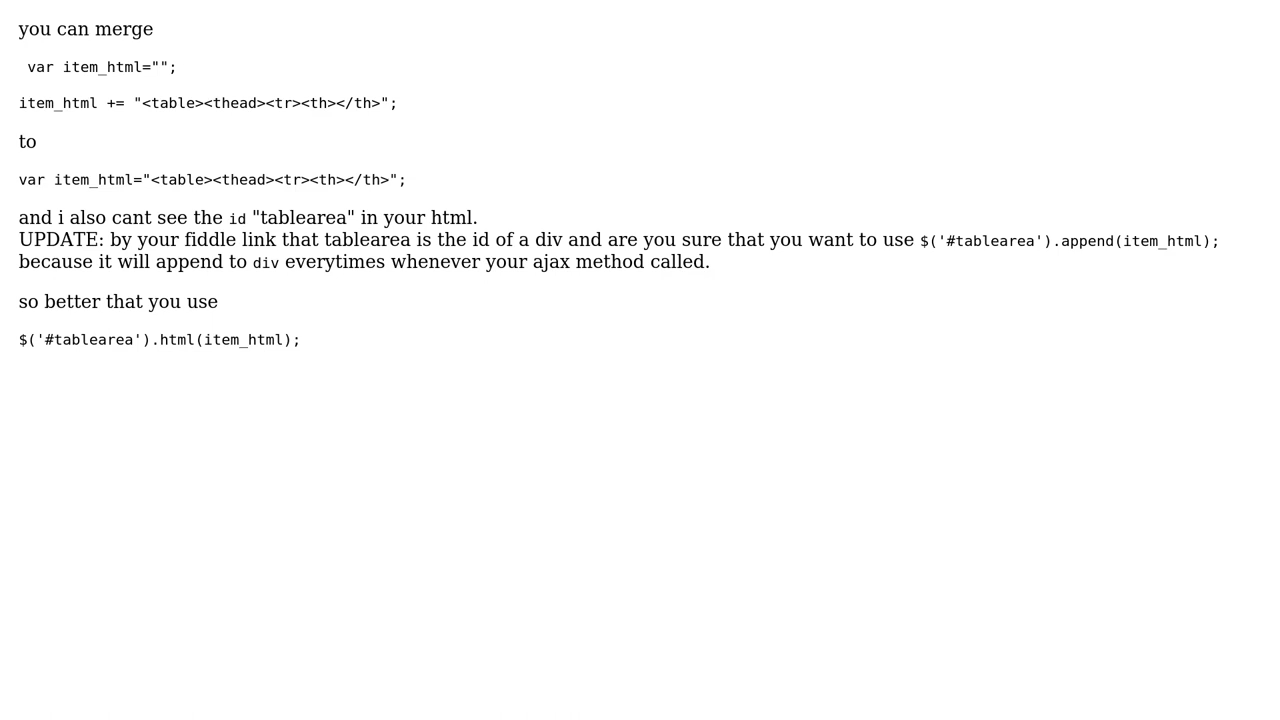 you can merge
var item_html="";
item_html += "<table><thead><tr><th></th>";
to
var item_html="<table><thead><tr><th></th>";
and i also cant see the id "tablearea" in your html.
UPDATE: by your fiddle link that tablearea is the id of a div and are you sure that you want to use $('#tablearea').append(item_html);
because it will append to div everytimes whenever your ajax method called.
so better that you use
$('#tablearea').html(item_html);